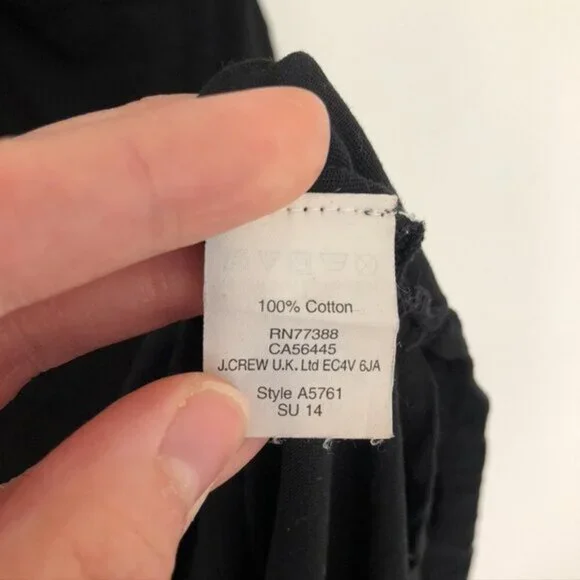 100% Cotton
RN77388
CA56445
J.CREW U.K. Ltd EC4V 6JA
Style A5761
SU 14